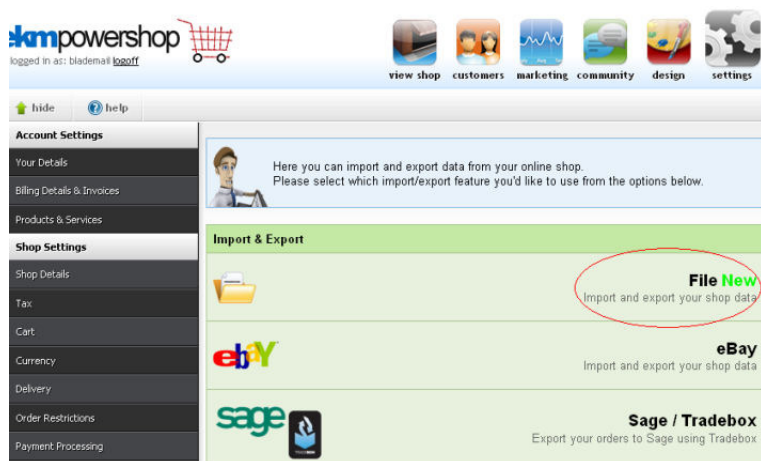 ekmpowershop
logged in as: blademail logoff
view shop
customers
marketing
community
design
settings
hide
help
Account Settings
Your Details
Billing Details & Invoices
Products & Services
Shop Settings
Shop Details
Tax
Cart
Currency
Delivery
Order Restrictions
Payment Processing
Here you can import and export data from your online shop.
Please select which import/export feature you'd like to use from the options below.
Import & Export
File New
Import and export your shop data
ebay
eBay
Import and export your shop data
sage
TRADEBOX
Sage / Tradebox
Export your orders to Sage using Tradebox